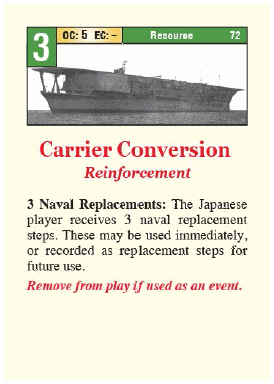 3 OC: 5 EC: – Resource 72
Carrier Conversion
Reinforcement
3 Naval Replacements: The Japanese
player receives 3 naval replacement
steps. These may be used immediately,
or recorded as replacement steps for
future use.
Remove from play if used as an event.